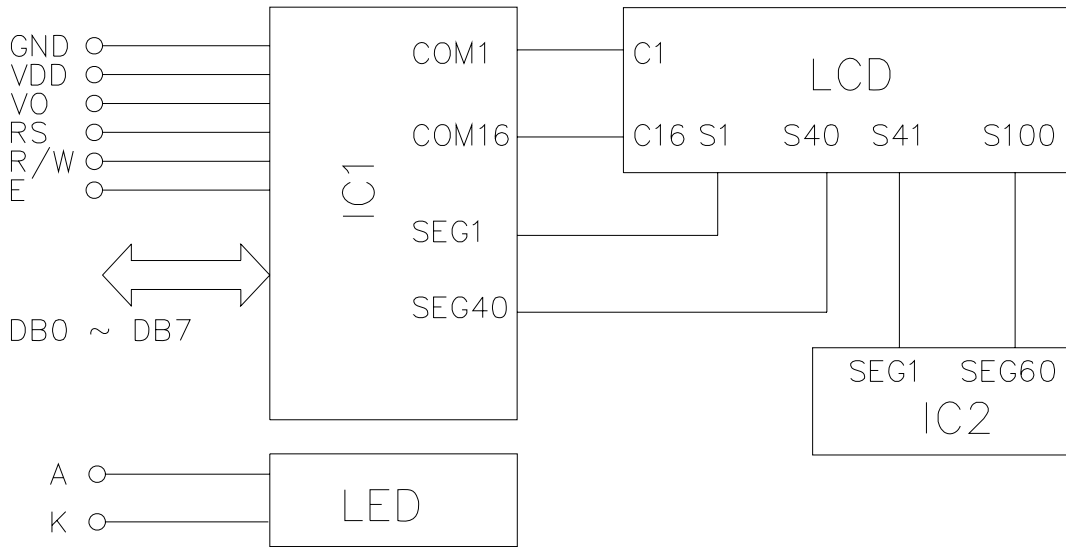 GND
VDD
VO
RS
R/W
E
DB0 ~ DB7
IC1
COM1
COM16
SEG1
SEG40
C1
LCD
C16 S1 S40 S41 S100
SEG1 SEG60
IC2
A
K
LED